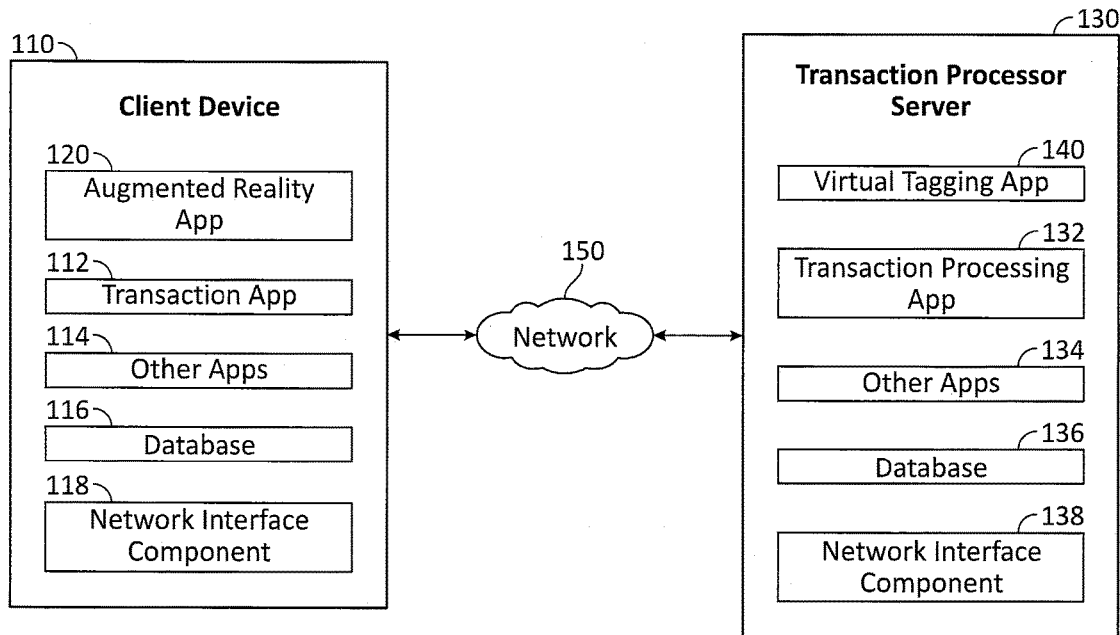 110
Client Device
120
Augmented Reality
App
112
Transaction App
114
Other Apps
116
Database
118
Network Interface
Component
150
Network
130
Transaction Processor
Server
140
Virtual Tagging App
132
Transaction Processing
App
134
Other Apps
136
Database
138
Network Interface
Component